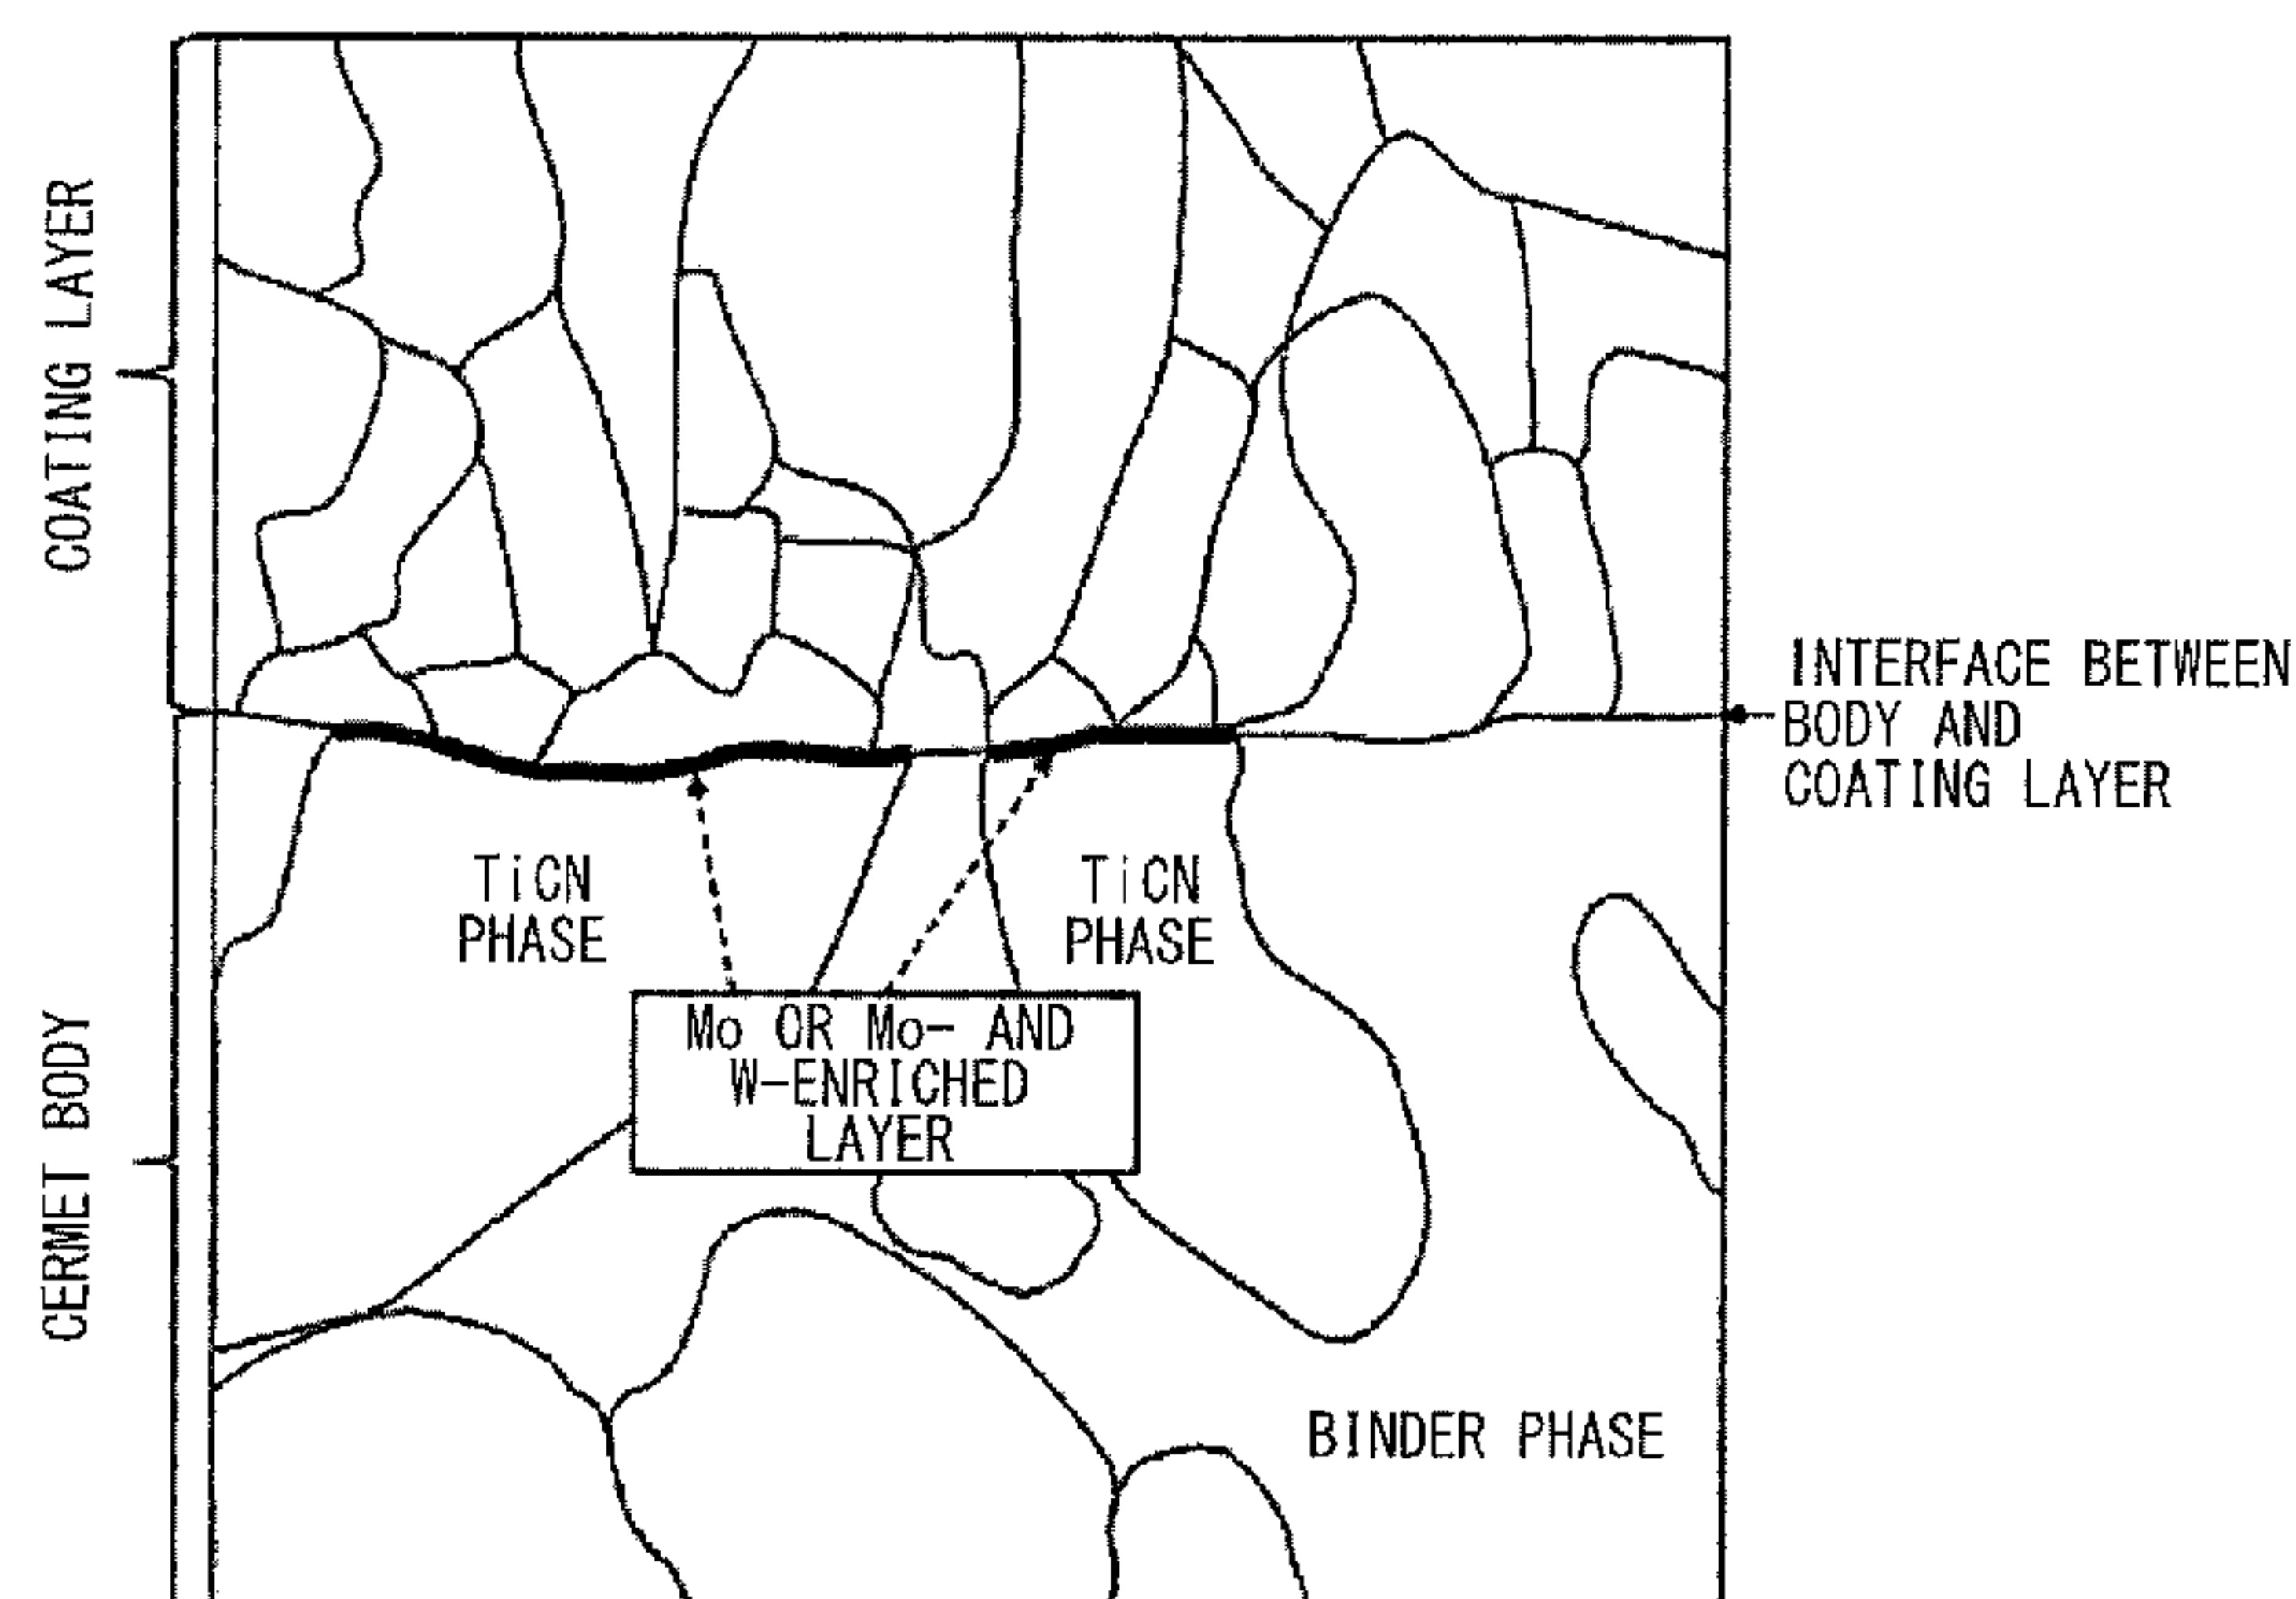 COATING LAYER
INTERFACE BETWEEN
BODY AND
COATING LAYER
TiCN
PHASE
TiCN
PHASE
Mo OR Mo- AND
W-ENRICHED
LAYER
CERMET BODY
BINDER PHASE